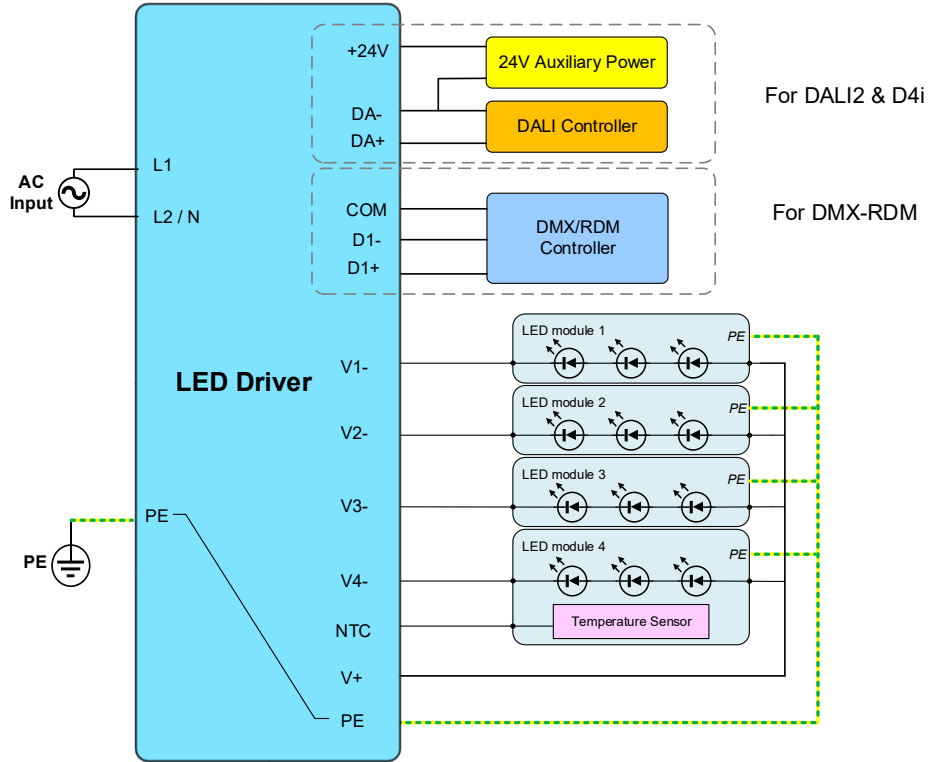 +24V
24V Auxiliary Power
For DALI2 & D4i
DA-
DA+
DALI Controller
AC
Input
L1
L2 / N
COM
D1-
D1+
DMX/RDM
Controller
For DMX-RDM
LED Driver
V1-
LED module 1
PE
V2-
LED module 2
PE
V3-
LED module 3
PE
V4-
LED module 4
PE
NTC
Temperature Sensor
V+
PE
PE
PE